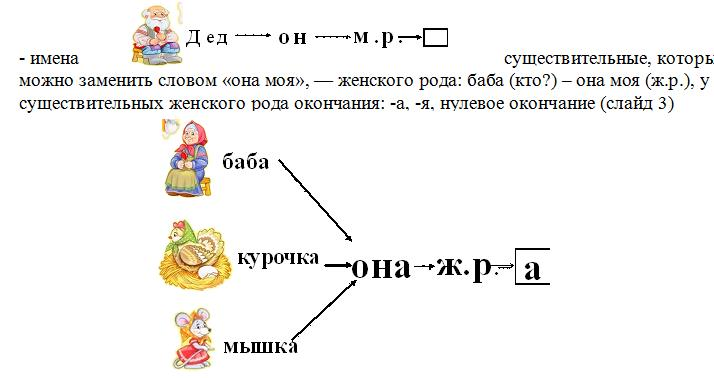 Дед он м.р.
- имена существительные, которы
можно заменить словом «она моя», — женского рода: баба (кто?) – она моя (ж.р.), у
существительных женского рода окончания: -а, -я, нулевое окончание (слайд 3)
баба
курочка
она ж.р. а
мышка